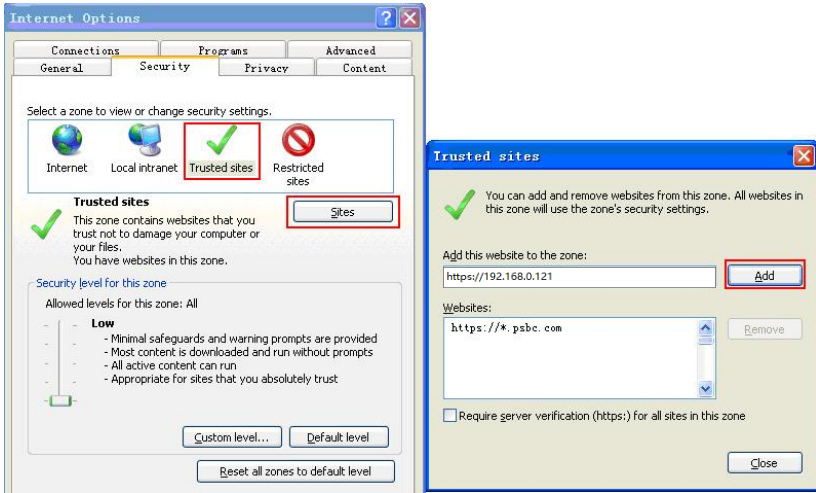 Internet Options
Connections Programs Advanced
General Security Privacy Content
Select a zone to view or change security settings.
Internet Local intranet Trusted sites Restricted
sites
Trusted sites
Sites
This zone contains websites that you
trust not to damage your computer or
your files.
You have websites in this zone.
Security level for this zone
Allowed levels for this zone: All
Low
- Minimal safeguards and warning prompts are provided
- Most content is downloaded and run without prompts
- All active content can run
- Appropriate for sites that you absolutely trust
Custom level... Default level
Reset all zones to default level
Trusted sites
You can add and remove websites from this zone. All websites in
this zone will use the zone's security settings.
Add this website to the zone:
https://192.168.0.121 Add
Websites:
https://*.psbc.com Remove
Require server verification (https:) for all sites in this zone
Close